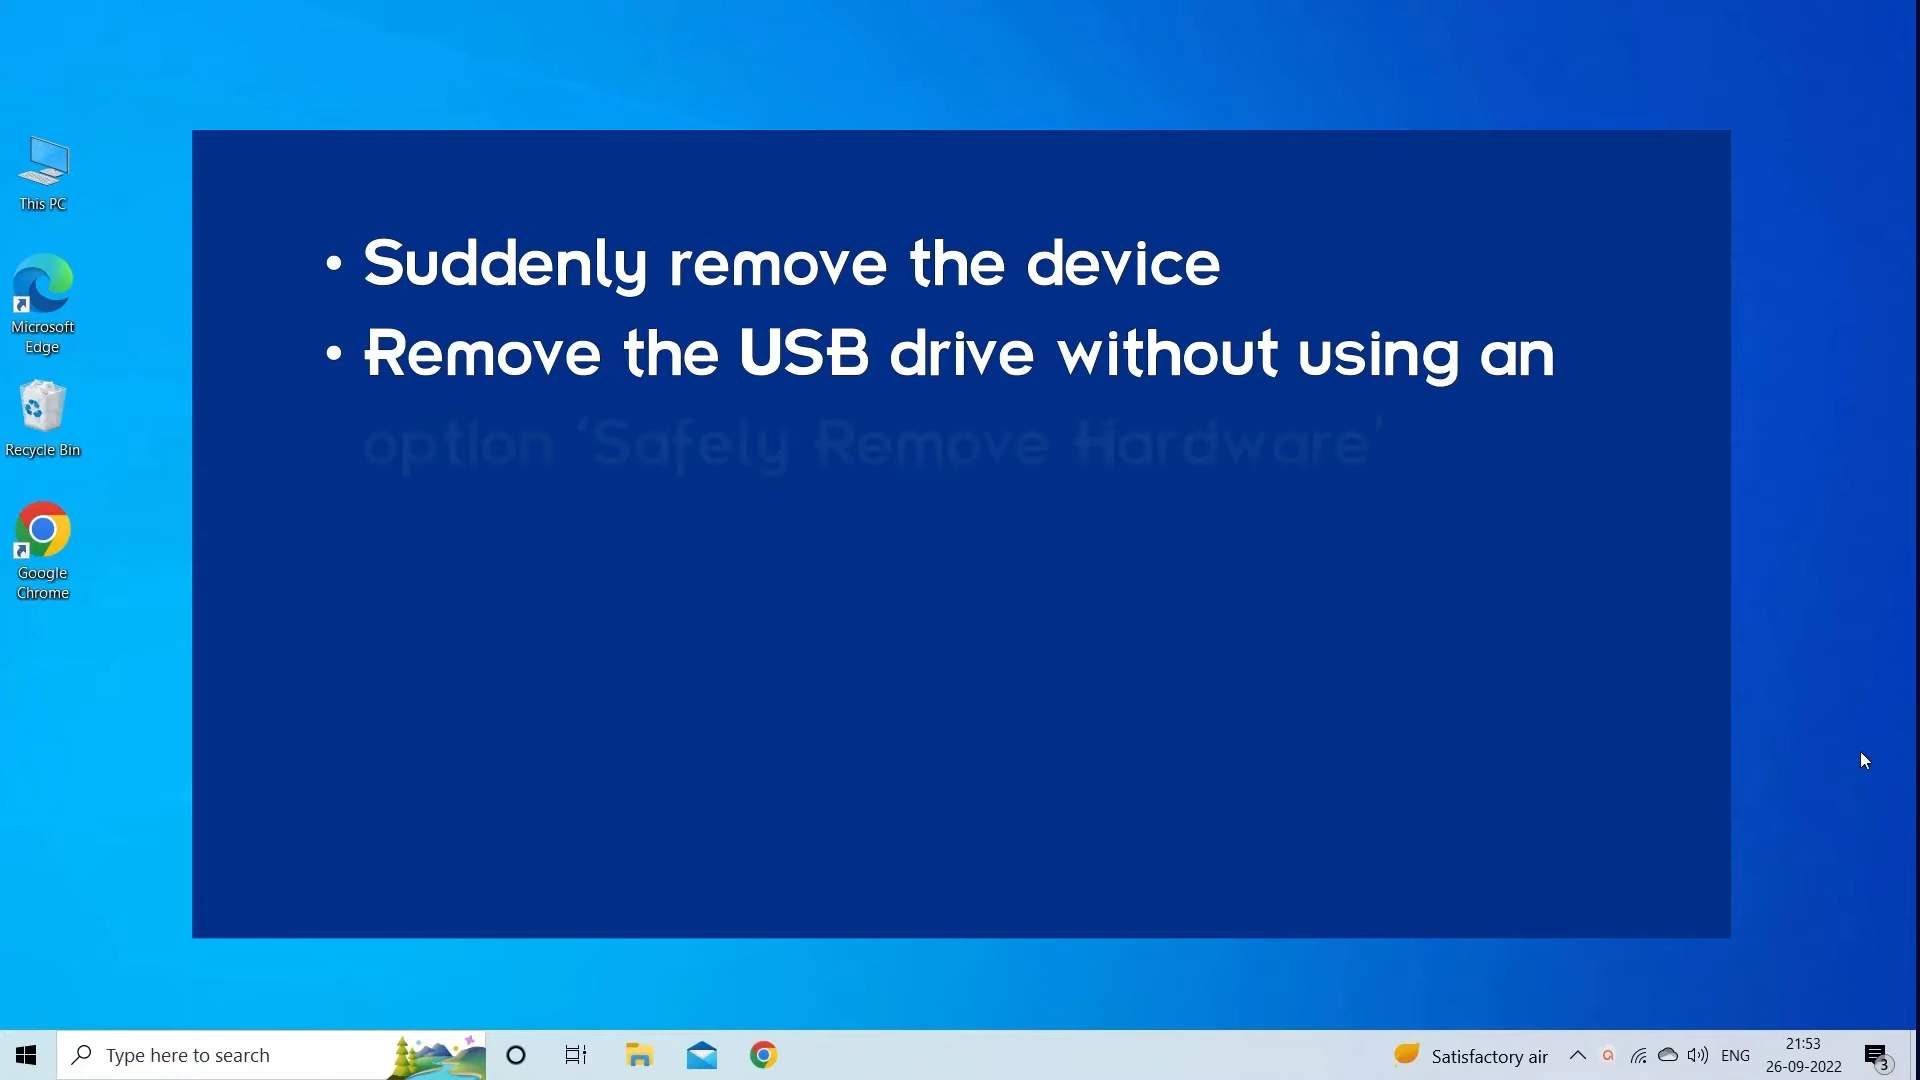 This PC
Microsoft
Edge
Recycle Bin
Google
Chrome
• Suddenly remove the device
• Remove the USB drive without using an
option ‘Safely Remove Hardware’
Type here to search
Satisfactory air
ENG
21:53
26-09-2022
3